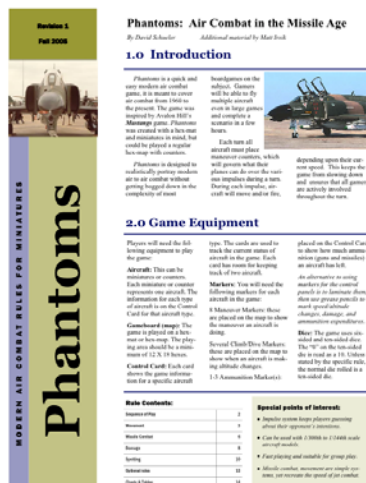 Revision 1
Fall 2008
MODERN AIR COMBAT RULES FOR MINIATURES
Phantoms
Phantoms: Air Combat in the Missile Age
By David Schueler Additional material by Matt Irsik
1.0 Introduction
Phantoms is a quick and
easy modern air combat
game, it is meant to cover
air combat from 1960 to
the present. The game was
inspired by Avalon Hill's
Mustangs game. Phantoms
was created with a hex-mat
and miniatures in mind, but
could be played a regular
hex-map with counters.
Phantoms is designed to
realistically portray modern
air to air combat without
getting bogged down in the
complexity of most
boardgames on the
subject. Gamers
will be able to fly
multiple aircraft
even in large games
and complete a
scenario in a few
hours.
Each turn all
aircraft must place
maneuver counters, which
will govern what their
planes can do over the vari-
ous impulses during a turn.
During each impulse, air-
craft will move and/or fire,
depending upon their cur-
rent speed. This keeps the
game from slowing down
and ensures that all gamers
are actively involved
throughout the turn.
2.0 Game Equipment
Players will need the fol-
lowing equipment to play
the game:
Aircraft: This can be
miniatures or counters.
Each miniature or counter
represents one aircraft. The
information for each type
of aircraft is on the Control
Card for that aircraft type.
Gameboard (map): The
game is played on a hex-
mat or hex-map. The play-
ing area should be a mini-
mum of 12 X 18 hexes.
Control Card: Each card
shows the game informa-
tion for a specific aircraft
type. The cards are used to
track the current status of
aircraft in the game. Each
card has room for keeping
track of two aircraft.
Markers: You will need the
following markers for each
aircraft in the game:
8 Maneuver Markers: these
are placed on the map to show
the maneuver an aircraft is
doing.
Several Climb/Dive Markers:
these are placed on the map to
show when an aircraft is mak-
ing altitude changes.
1-3 Ammunition Marker(s):
placed on the Control Card
to show how much ammu-
nition (guns and missiles)
an aircraft has left.
An alternative to using
markers for the control
panels is to laminate them,
then use grease pencils to
mark speed/altitude
changes, damage, and
ammunition expenditures.
Dice: The game uses six-
sided and ten-sided dice.
The "0" on the ten-sided
die is read as a 10. Unless
stated by the specific rule,
the normal die rolled is a
ten-sided die.
Rule Contents:
Sequence of Play 2
Movement
Missile Combat
Damage
Spotting
Optional rules
Charts & Tables
Special points of interest:
• Impulse system keeps players guessing
about their opponent's intentions.
• Can be used with 1/300th to 1/144th scale
aircraft models.
• Fast playing and suitable for group play.
• Missile combat, movement are simple sys-
tems, yet recreate the speed of jet combat.